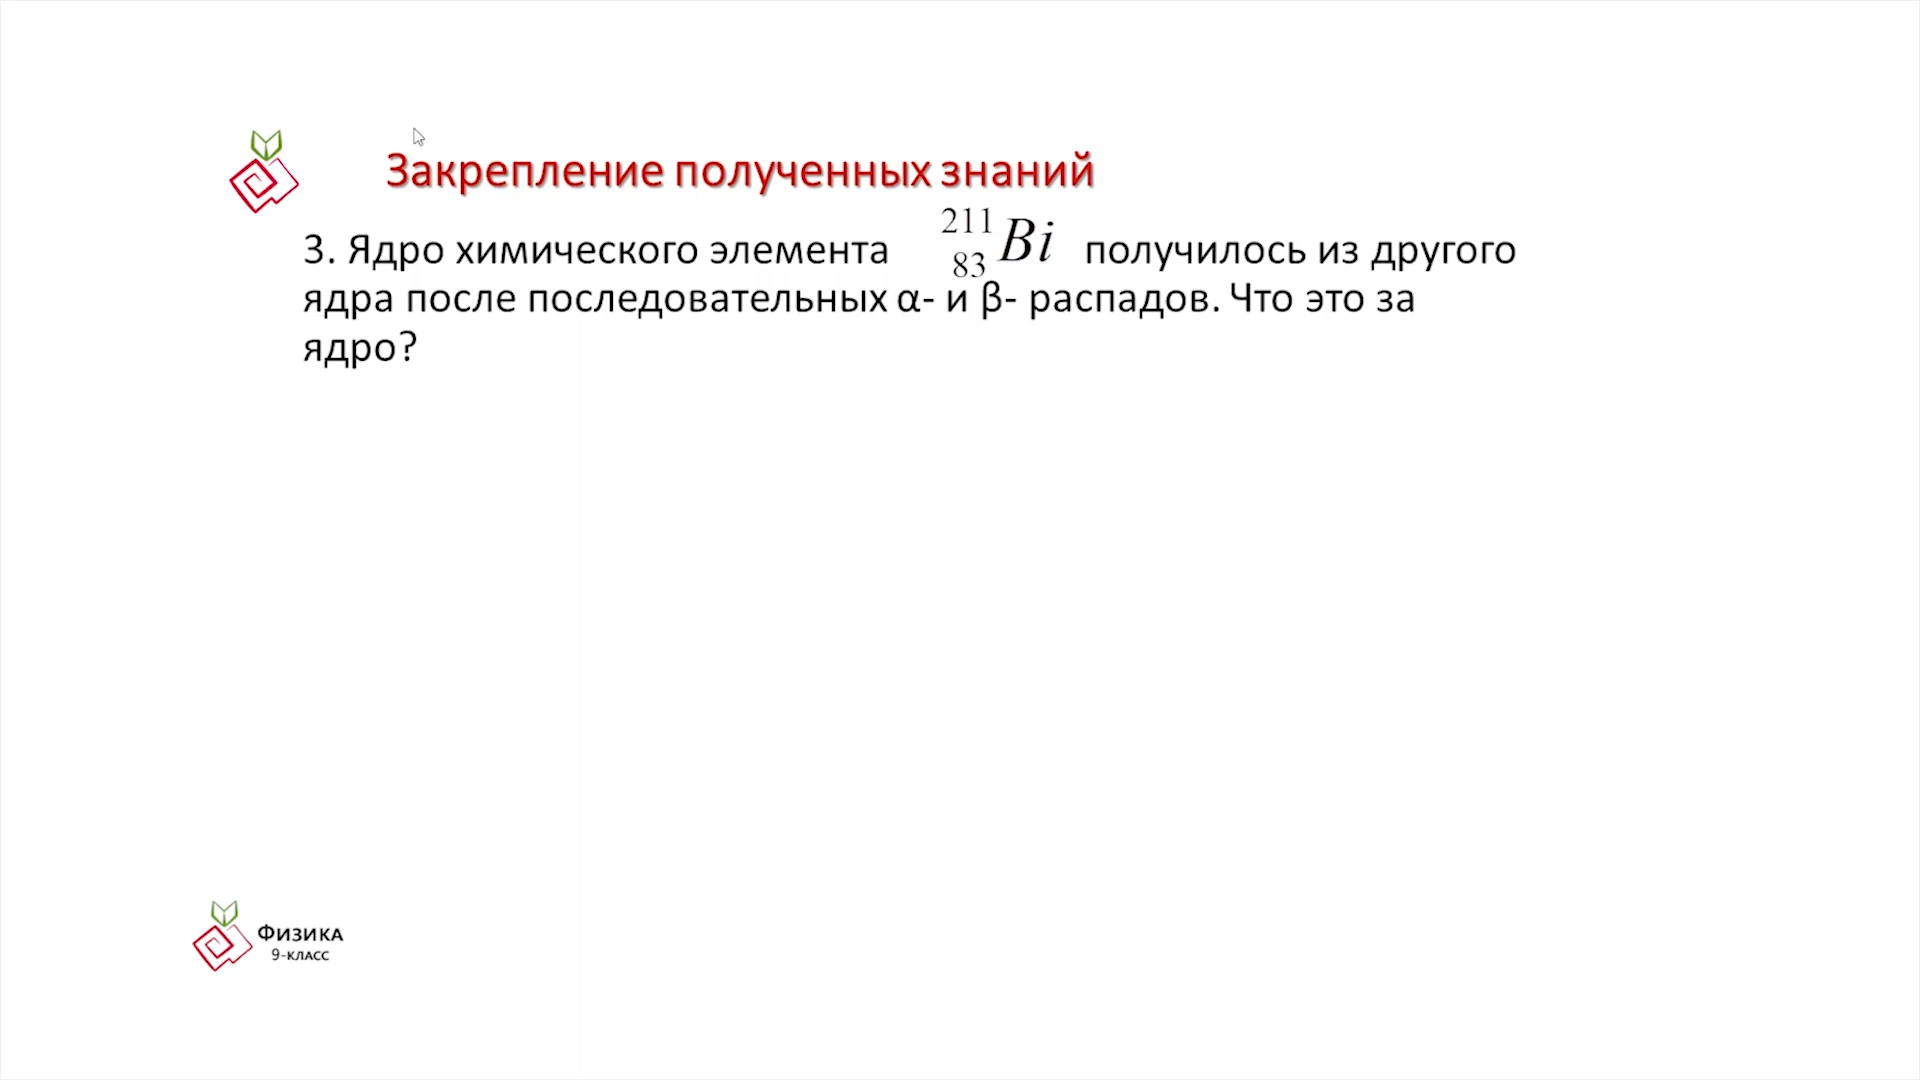 Закрепление полученных знаний
3. Ядро химического элемента ²¹¹₈₃Bi получилось из другого
ядра после последовательных α- и β- распадов. Что это за
ядро?
Физика
9-класс